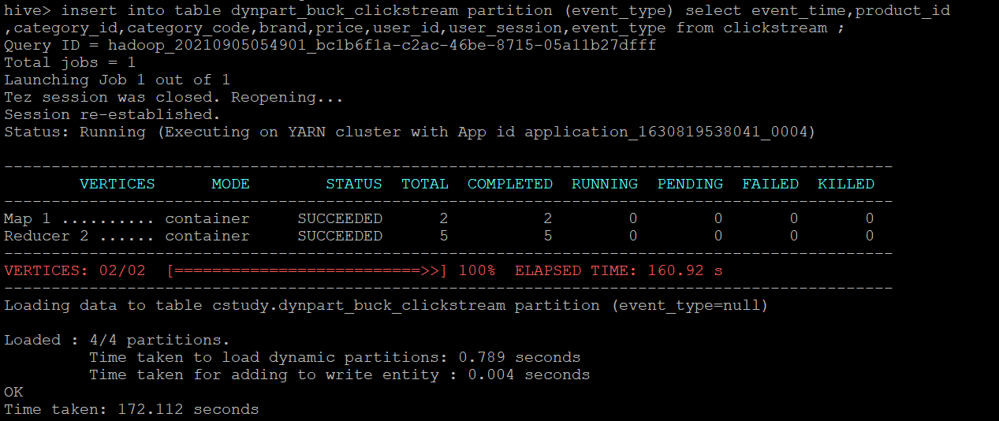 hive> insert into table dynpart_buck_clickstream partition (event_type) select event_time,product_id
,category_id,category_code,brand,price,user_id,user_session,event_type from clickstream ;
Query ID = hadoop_20210905054901_bc1b6f1a-c2ac-46be-8715-05a11b27dfff
Total jobs = 1
Launching Job 1 out of 1
Tez session was closed. Reopening...
Session re-established.
Status: Running (Executing on YARN cluster with App id application_1630819538041_0004)
----------------------------------------------------------------------------------------------
        VERTICES      MODE        STATUS  TOTAL  COMPLETED  RUNNING  PENDING  FAILED  KILLED
----------------------------------------------------------------------------------------------
Map 1 .......... container     SUCCEEDED      2          2        0        0       0       0
Reducer 2 ...... container     SUCCEEDED      5          5        0        0       0       0
----------------------------------------------------------------------------------------------
VERTICES: 02/02  [==========================>>] 100%  ELAPSED TIME: 160.92 s
----------------------------------------------------------------------------------------------
Loading data to table cstudy.dynpart_buck_clickstream partition (event_type=null)
Loaded : 4/4 partitions.
         Time taken to load dynamic partitions: 0.789 seconds
         Time taken for adding to write entity : 0.004 seconds
OK
Time taken: 172.112 seconds